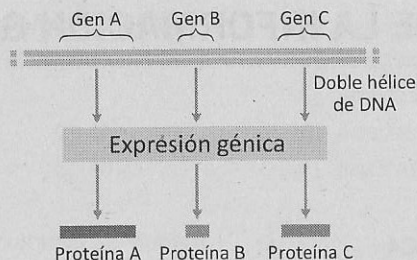 Gen A Gen B Gen C
Doble hélice
de DNA
Expresión génica
Proteína A Proteína B Proteína C